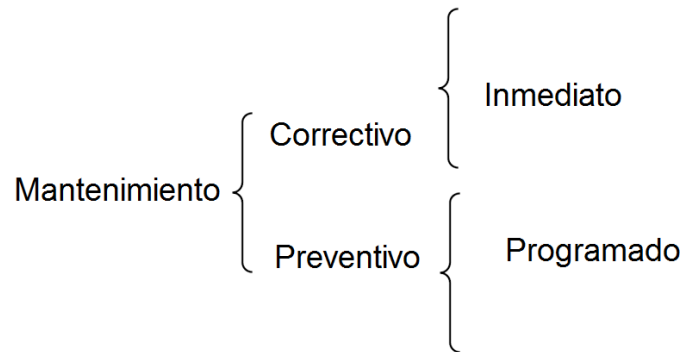 Mantenimiento
Correctivo
Inmediato
Preventivo
Programado